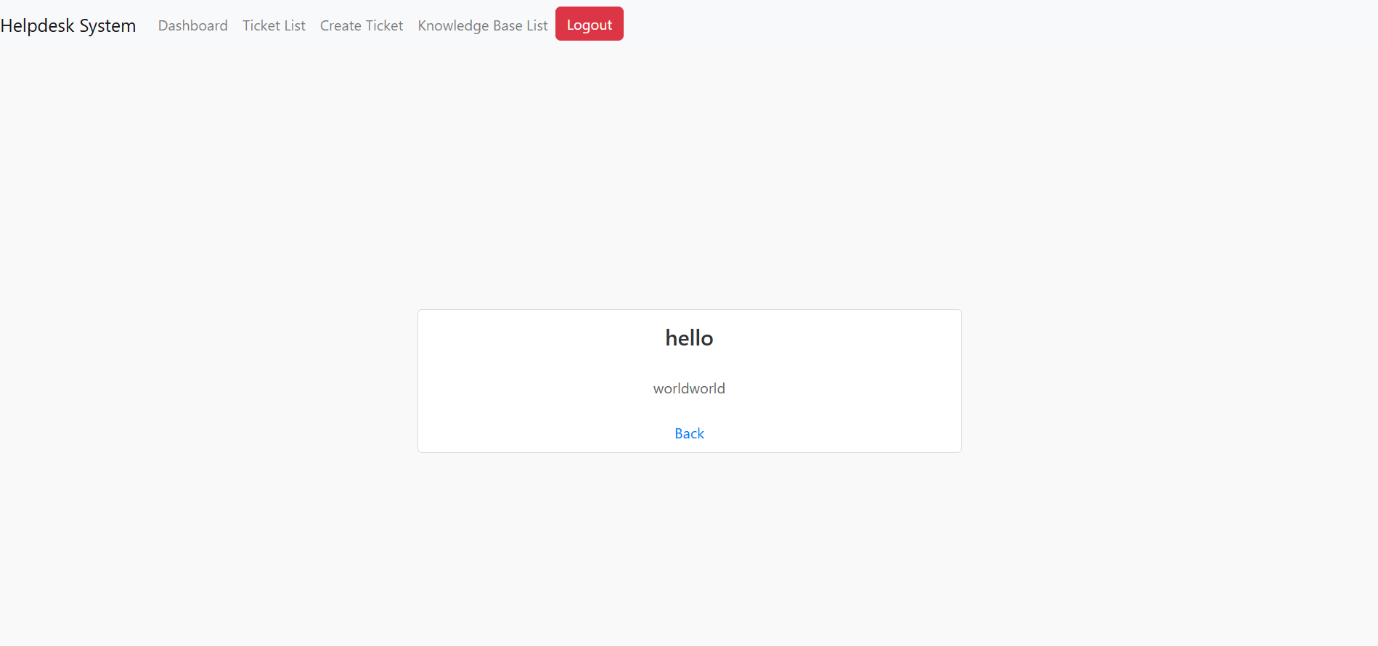 Helpdesk System Dashboard Ticket List Create Ticket Knowledge Base List Logout
hello
worldworld
Back